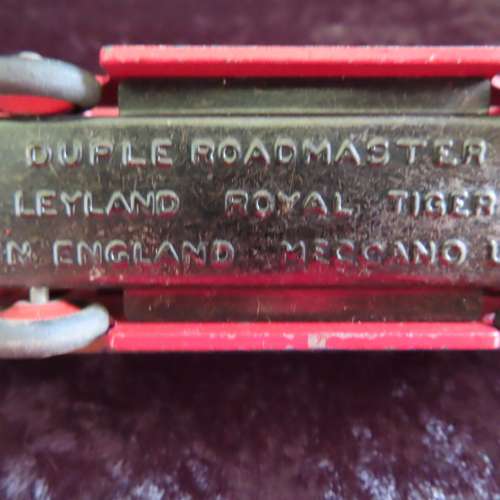 DUPLE ROADMASTER
LEYLAND ROYAL TIGER
N ENGLAND MECCANO L